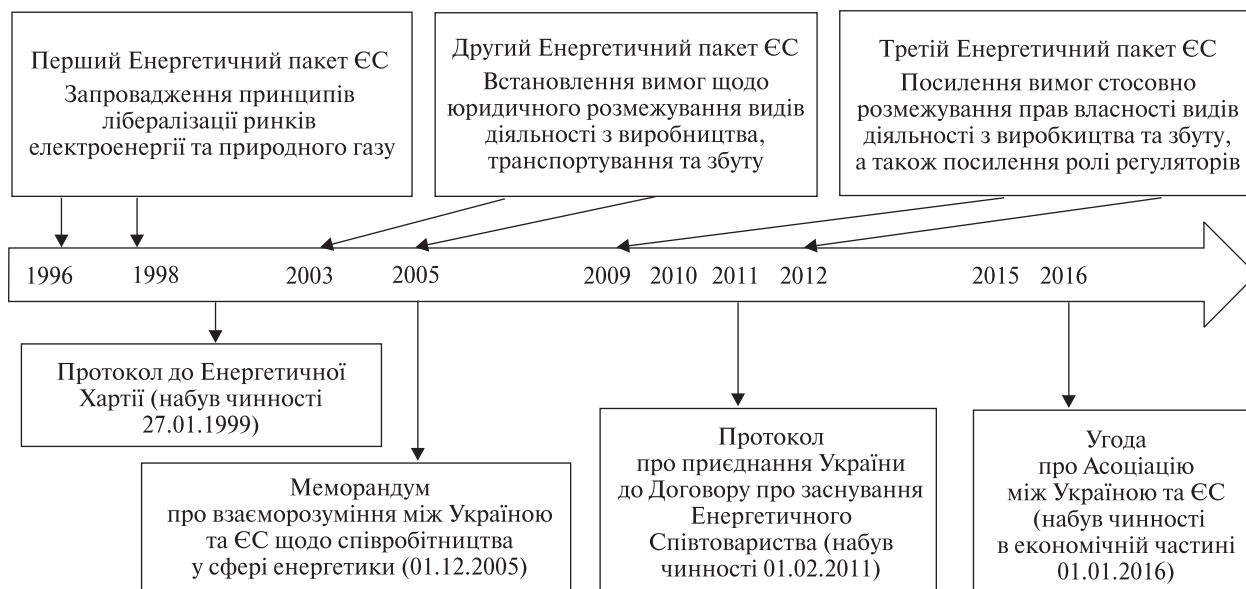 Перший Енергетичний пакет ЄС
Запровадження принципів
лібералізації ринків
електроенергії та природного газу
Другий Енергетичний пакет ЄС
Встановлення вимог щодо
юридичного розмежування видів
діяльності з виробництва,
транспортування та збуту
Третій Енергетичний пакет ЄС
Посилення вимог стосовно
розмежування прав власності видів
діяльності з виробкицтва та збуту,
а також посилення ролі регуляторів
1996 1998 2003 2005 2009 2010 2011 2012 2015 2016
Протокол до Енергетичної
Хартії (набув чинності
27.01.1999)
Меморандум
про взаєморозуміння між Україною
та ЄС щодо співробітництва
у сфері енергетики (01.12.2005)
Протокол
про приєднання України
до Договору про заснування
Енергетичного
Співтовариства (набув
чинності 01.02.2011)
Угода
про Асоціацію
між Україною та ЄС
(набув чинності
в економічній частині
01.01.2016)